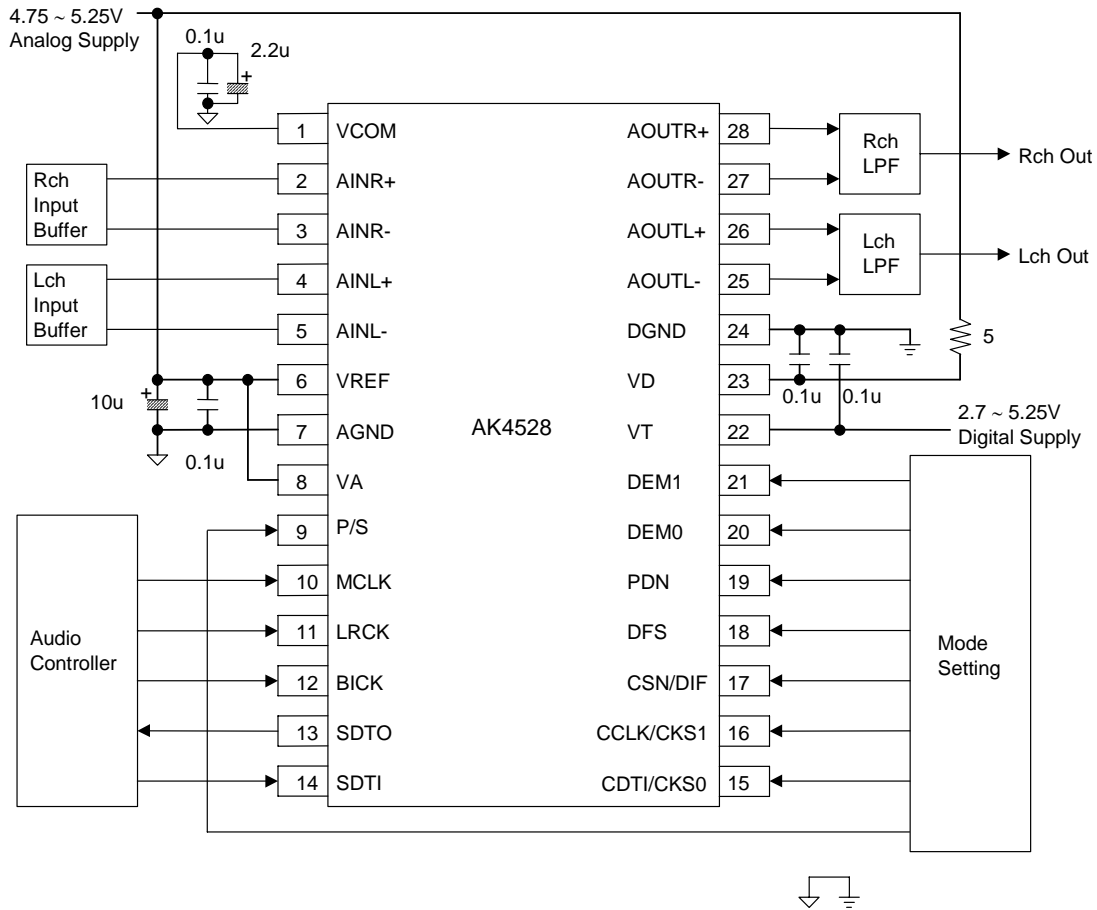 4.75 ~ 5.25V
Analog Supply
0.1u
2.2u
+
1
VCOM
2
AINR+
3
AINR-
4
AINL+
5
AINL-
6
VREF
7
AGND
8
VA
9
P/S
10
MCLK
11
LRCK
12
BICK
13
SDTO
14
SDTI
Rch
Input
Buffer
Lch
Input
Buffer
10u
+
0.1u
Audio
Controller
AK4528
AOUTR+
28
AOUTR-
27
AOUTL+
26
AOUTL-
25
DGND
24
VD
23
VT
22
DEM1
21
DEM0
20
PDN
19
DFS
18
CSN/DIF
17
CCLK/CKS1
16
CDTI/CKS0
15
Rch
LPF
Rch Out
Lch
LPF
Lch Out
5
0.1u
0.1u
2.7 ~ 5.25V
Digital Supply
Mode
Setting